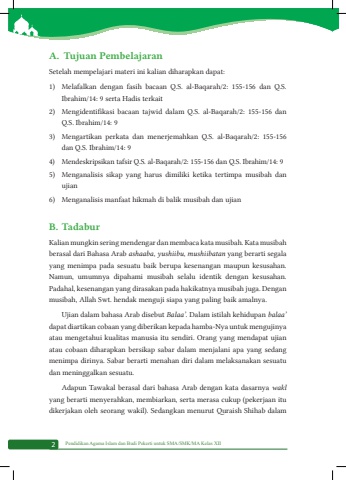 A. Tujuan Pembelajaran
Setelah mempelajari materi ini kalian diharapkan dapat:
1) Melafalkan dengan fasih bacaan Q.S. al-Baqarah/2: 155-156 dan Q.S.
Ibrahim/14: 9 serta Hadis terkait
2) Mengidentifikasi bacaan tajwid dalam Q.S. al-Baqarah/2: 155-156 dan
Q.S. Ibrahim/14: 9
3) Mengartikan perkata dan menerjemahkan Q.S. al-Baqarah/2: 155-156
dan Q.S. Ibrahim/14: 9
4) Mendeskripsikan tafsir Q.S. al-Baqarah/2: 155-156 dan Q.S. Ibrahim/14: 9
5) Menganalisis sikap yang harus dimiliki ketika tertimpa musibah dan
ujian
6) Menganalisis manfaat hikmah di balik musibah dan ujian
B. Tadabur
Kalian mungkin sering mendengar dan membaca kata musibah. Kata musibah
berasal dari Bahasa Arab ashaaba, yushiibu, mushiibatan yang berarti segala
yang menimpa pada sesuatu baik berupa kesenangan maupun kesusahan.
Namun, umumnya dipahami musibah selalu identik dengan kesusahan.
Padahal, kesenangan yang dirasakan pada hakikatnya musibah juga. Dengan
musibah, Allah Swt. hendak menguji siapa yang paling baik amalnya.
Ujian dalam bahasa Arab disebut Balaa'. Dalam istilah kehidupan balaa'
dapat diartikan cobaan yang diberikan kepada hamba-Nya untuk mengujinya
atau mengetahui kualitas manusia itu sendiri. Orang yang mendapat ujian
atau cobaan diharapkan bersikap sabar dalam menjalani apa yang sedang
menimpa dirinya. Sabar berarti menahan diri dalam melaksanakan sesuatu
dan meninggalkan sesuatu.
Adapun Tawakal berasal dari bahasa Arab dengan kata dasarnya wakl
yang berarti menyerahkan, membiarkan, serta merasa cukup (pekerjaan itu
dikerjakan oleh seorang wakil). Sedangkan menurut Quraish Shihab dalam
2 Pendidikan Agama Islam dan Budi Pekerti untuk SMA/SMK/MA Kelas XII